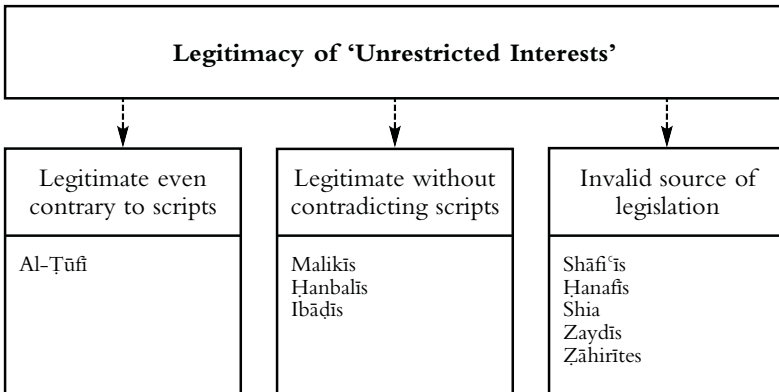 Legitimacy of ‘Unrestricted Interests’
Legitimate even
contrary to scripts
Al-Ṭūfī
Legitimate without
contradicting scripts
Malikīs
Ḥanbalīs
Ibāḍīs
Invalid source of
legislation
Shāfiʿīs
Ḥanafīs
Shia
Zaydīs
Ẓāhirītes